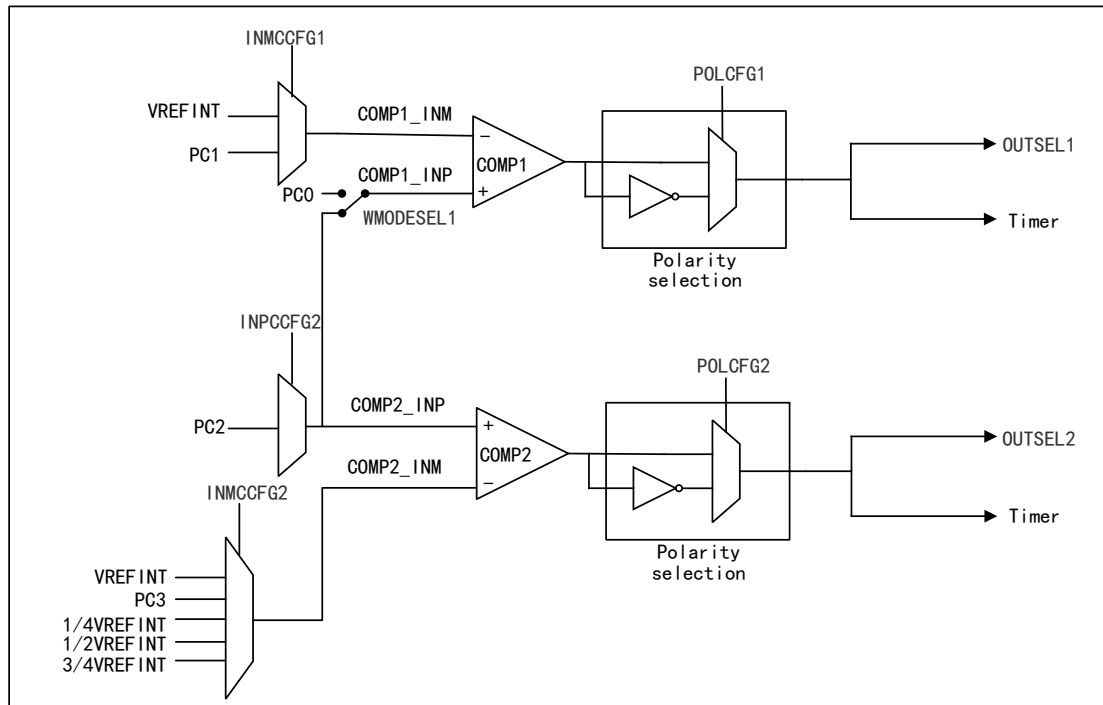 INMCCFG1
POLCFG1
VREFINT
COMP1_INM
PC1
COMP1
OUTSEL1
COMP1_INP
PC0
WMODESEL1
Timer
Polarity
selection
INPCCFG2
POLCFG2
PC2
COMP2_INP
COMP2
OUTSEL2
COMP2_INM
INMCCFG2
Timer
Polarity
selection
VREFINT
PC3
1/4VREFINT
1/2VREFINT
3/4VREFINT